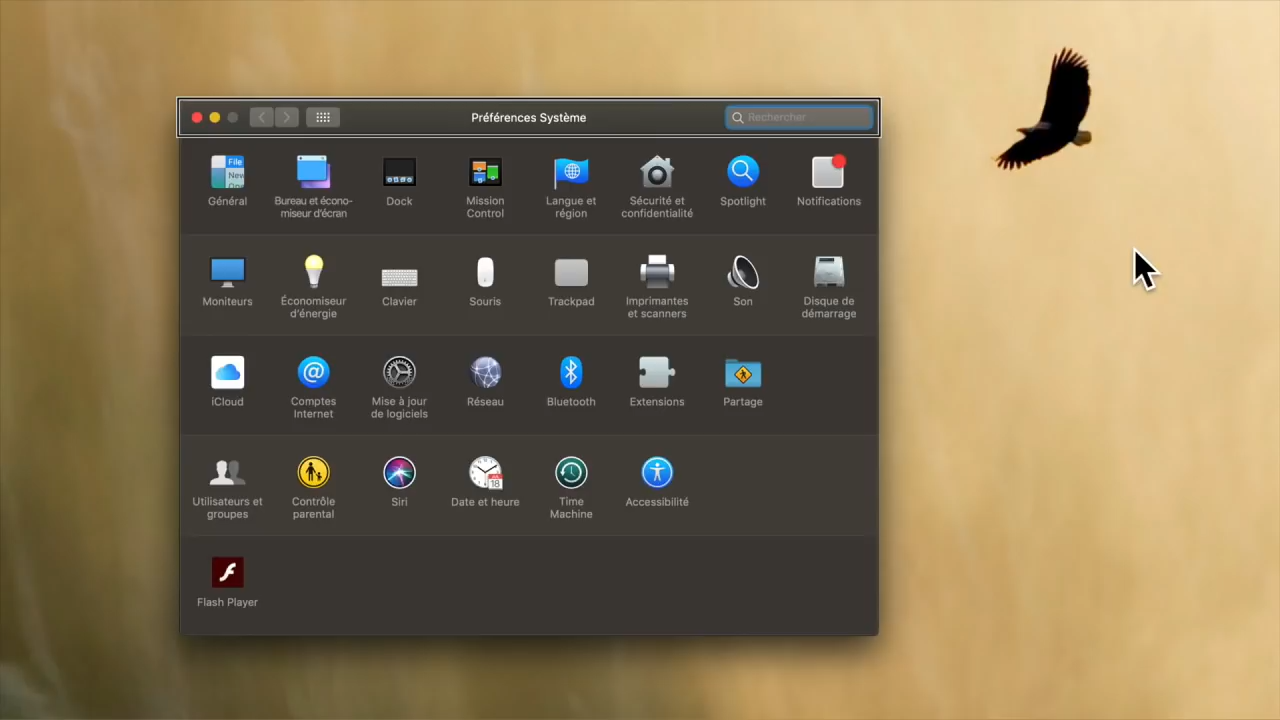 Préférences Système
Rechercher
File
New
Général
Bureau et écono-
miseur d'écran
Dock
Mission
Control
Langue et
région
Sécurité et
confidentialité
Spotlight
Notifications
Moniteurs
Économiseur
d'énergie
Clavier
Souris
Trackpad
Imprimantes
et scanners
Son
Disque de
démarrage
iCloud
Comptes
Internet
Mise à jour
de logiciels
Réseau
Bluetooth
Extensions
Partage
Utilisateurs et
groupes
Contrôle
parental
Siri
18
Date et heure
Time
Machine
Accessibilité
Flash Player